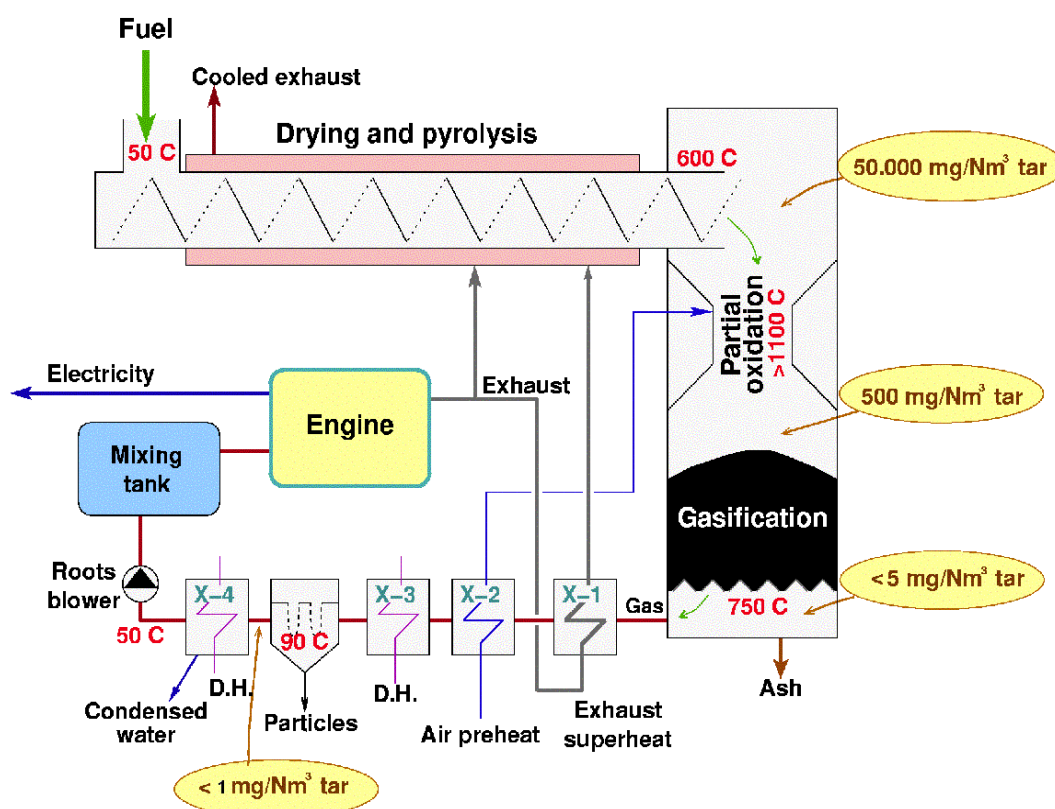 Fuel
Cooled exhaust
Drying and pyrolysis
50 C
600 C
50.000 mg/Nm³ tar
Partial
oxidation
>1100 C
Electricity
Exhaust
Engine
500 mg/Nm³ tar
Mixing
tank
Gasification
Roots
blower
X-4
X-3
X-2
X-1
Gas
<5 mg/Nm³ tar
750 C
50 C
90 C
D.H.
D.H.
Ash
Condensed
water
Particles
Air preheat
Exhaust
superheat
< 1 mg/Nm³ tar